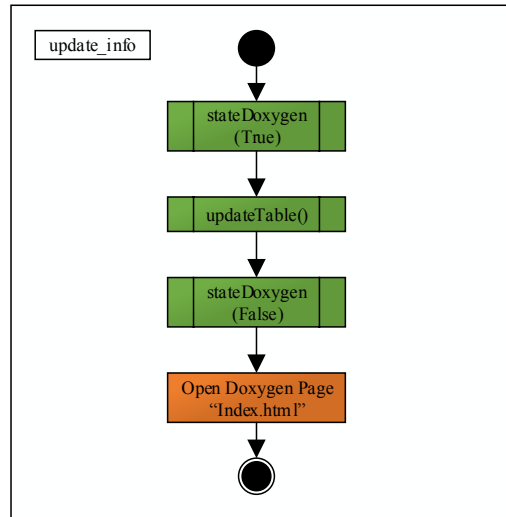 update_info
stateDoxygen
(True)
updateTable()
stateDoxygen
(False)
Open Doxygen Page
“Index.html”